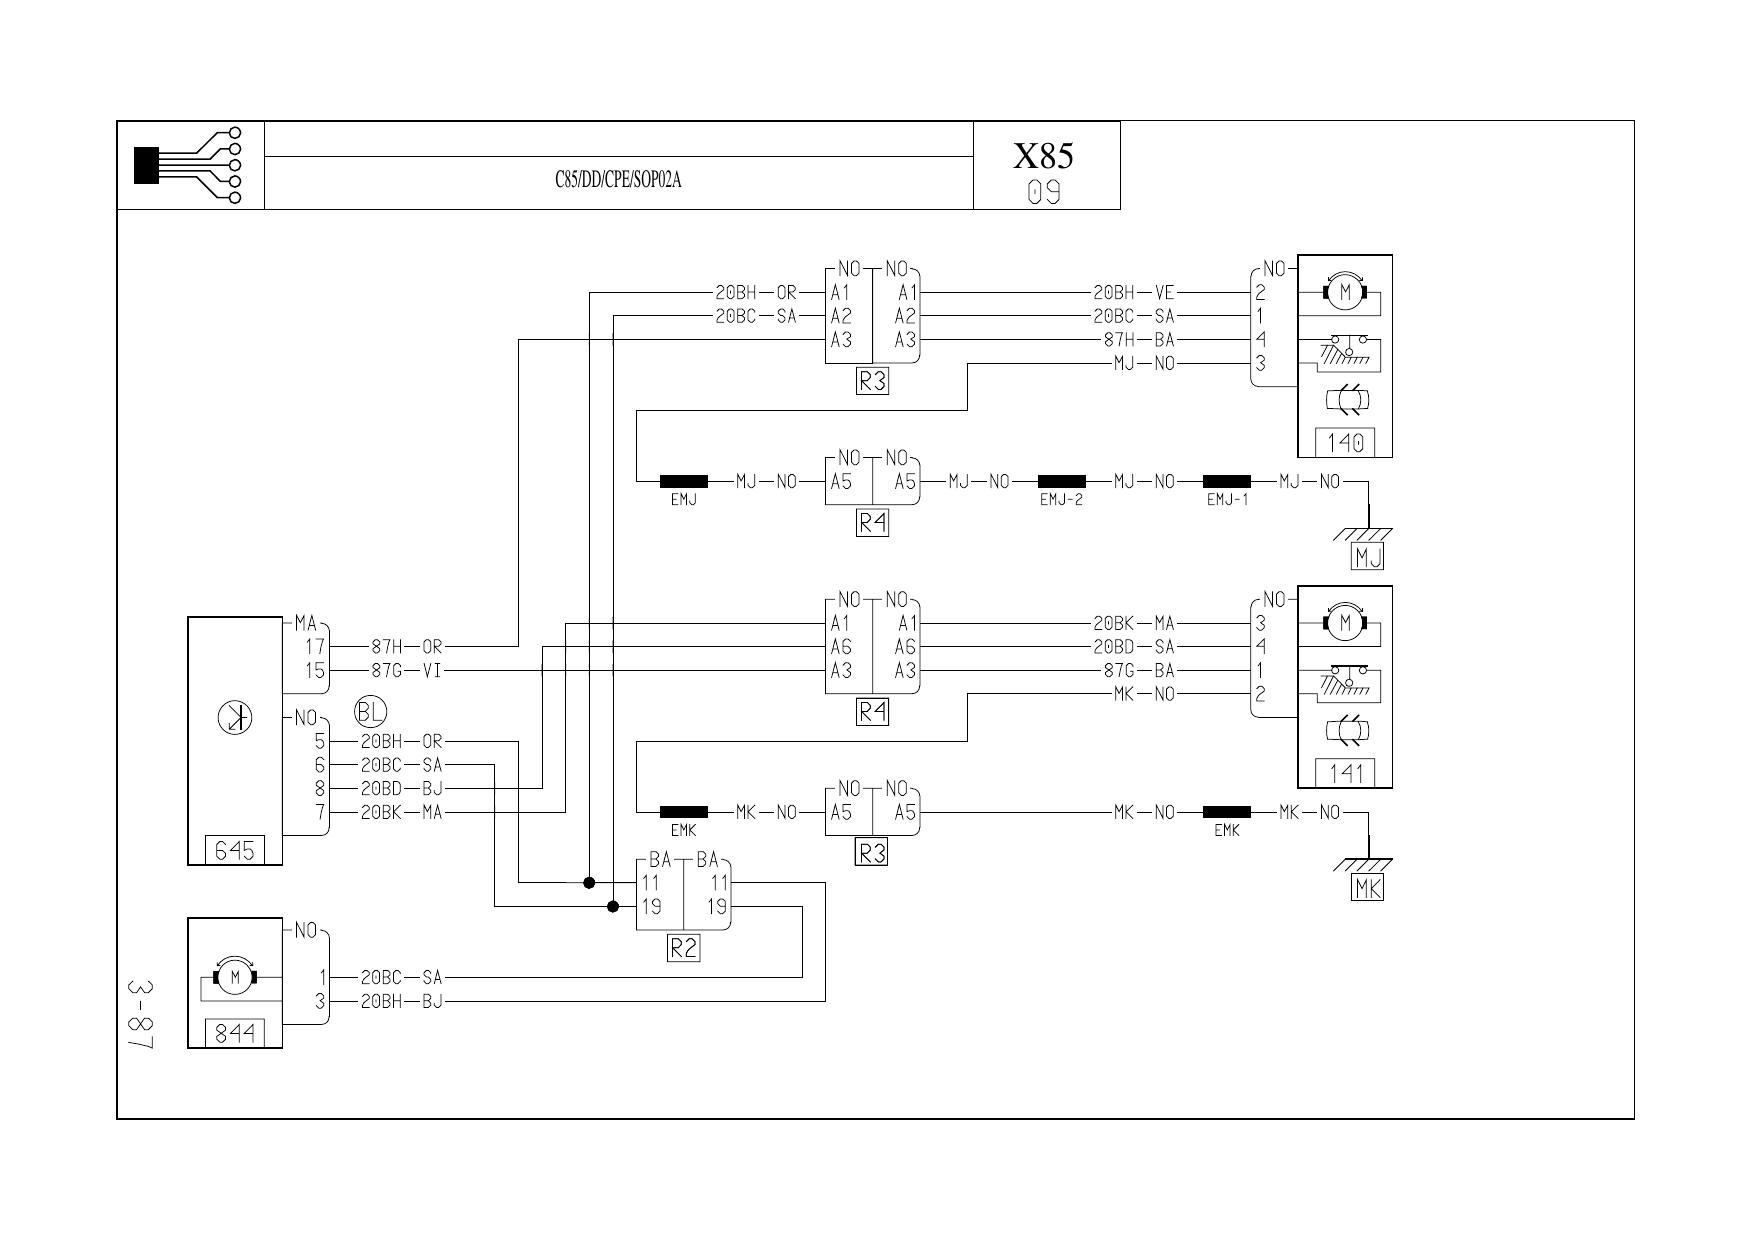 X85
C85/DD/CPE/SOP02A
09
NO NO NO
20BH OR A1 A1 20BH VE 2 M
20BC SA A2 A2 20BC SA 1
A3 A3 87H BA 4
MJ NO 3
R3
140
NO NO
MJ NO A5 A5 MJ NO MJ NO MJ NO
EMJ EMJ-2 EMJ-1
R4
MJ
NO NO NO
MA A1 A1 20BK MA 3 M
17 87H OR A6 A6 20BD SA 4
15 87G VI A3 A3 87G BA 1
MK NO 2
BL R4
NO
5 20BH OR
6 20BC SA 141
8 20BD BJ NO NO
7 20BK MA MK NO A5 A5 MK NO MK NO
EMK EMK
645 R3
BA BA
11 11 MK
19 19
NO R2
M 1 20BC SA
3 20BH BJ
844
3-87